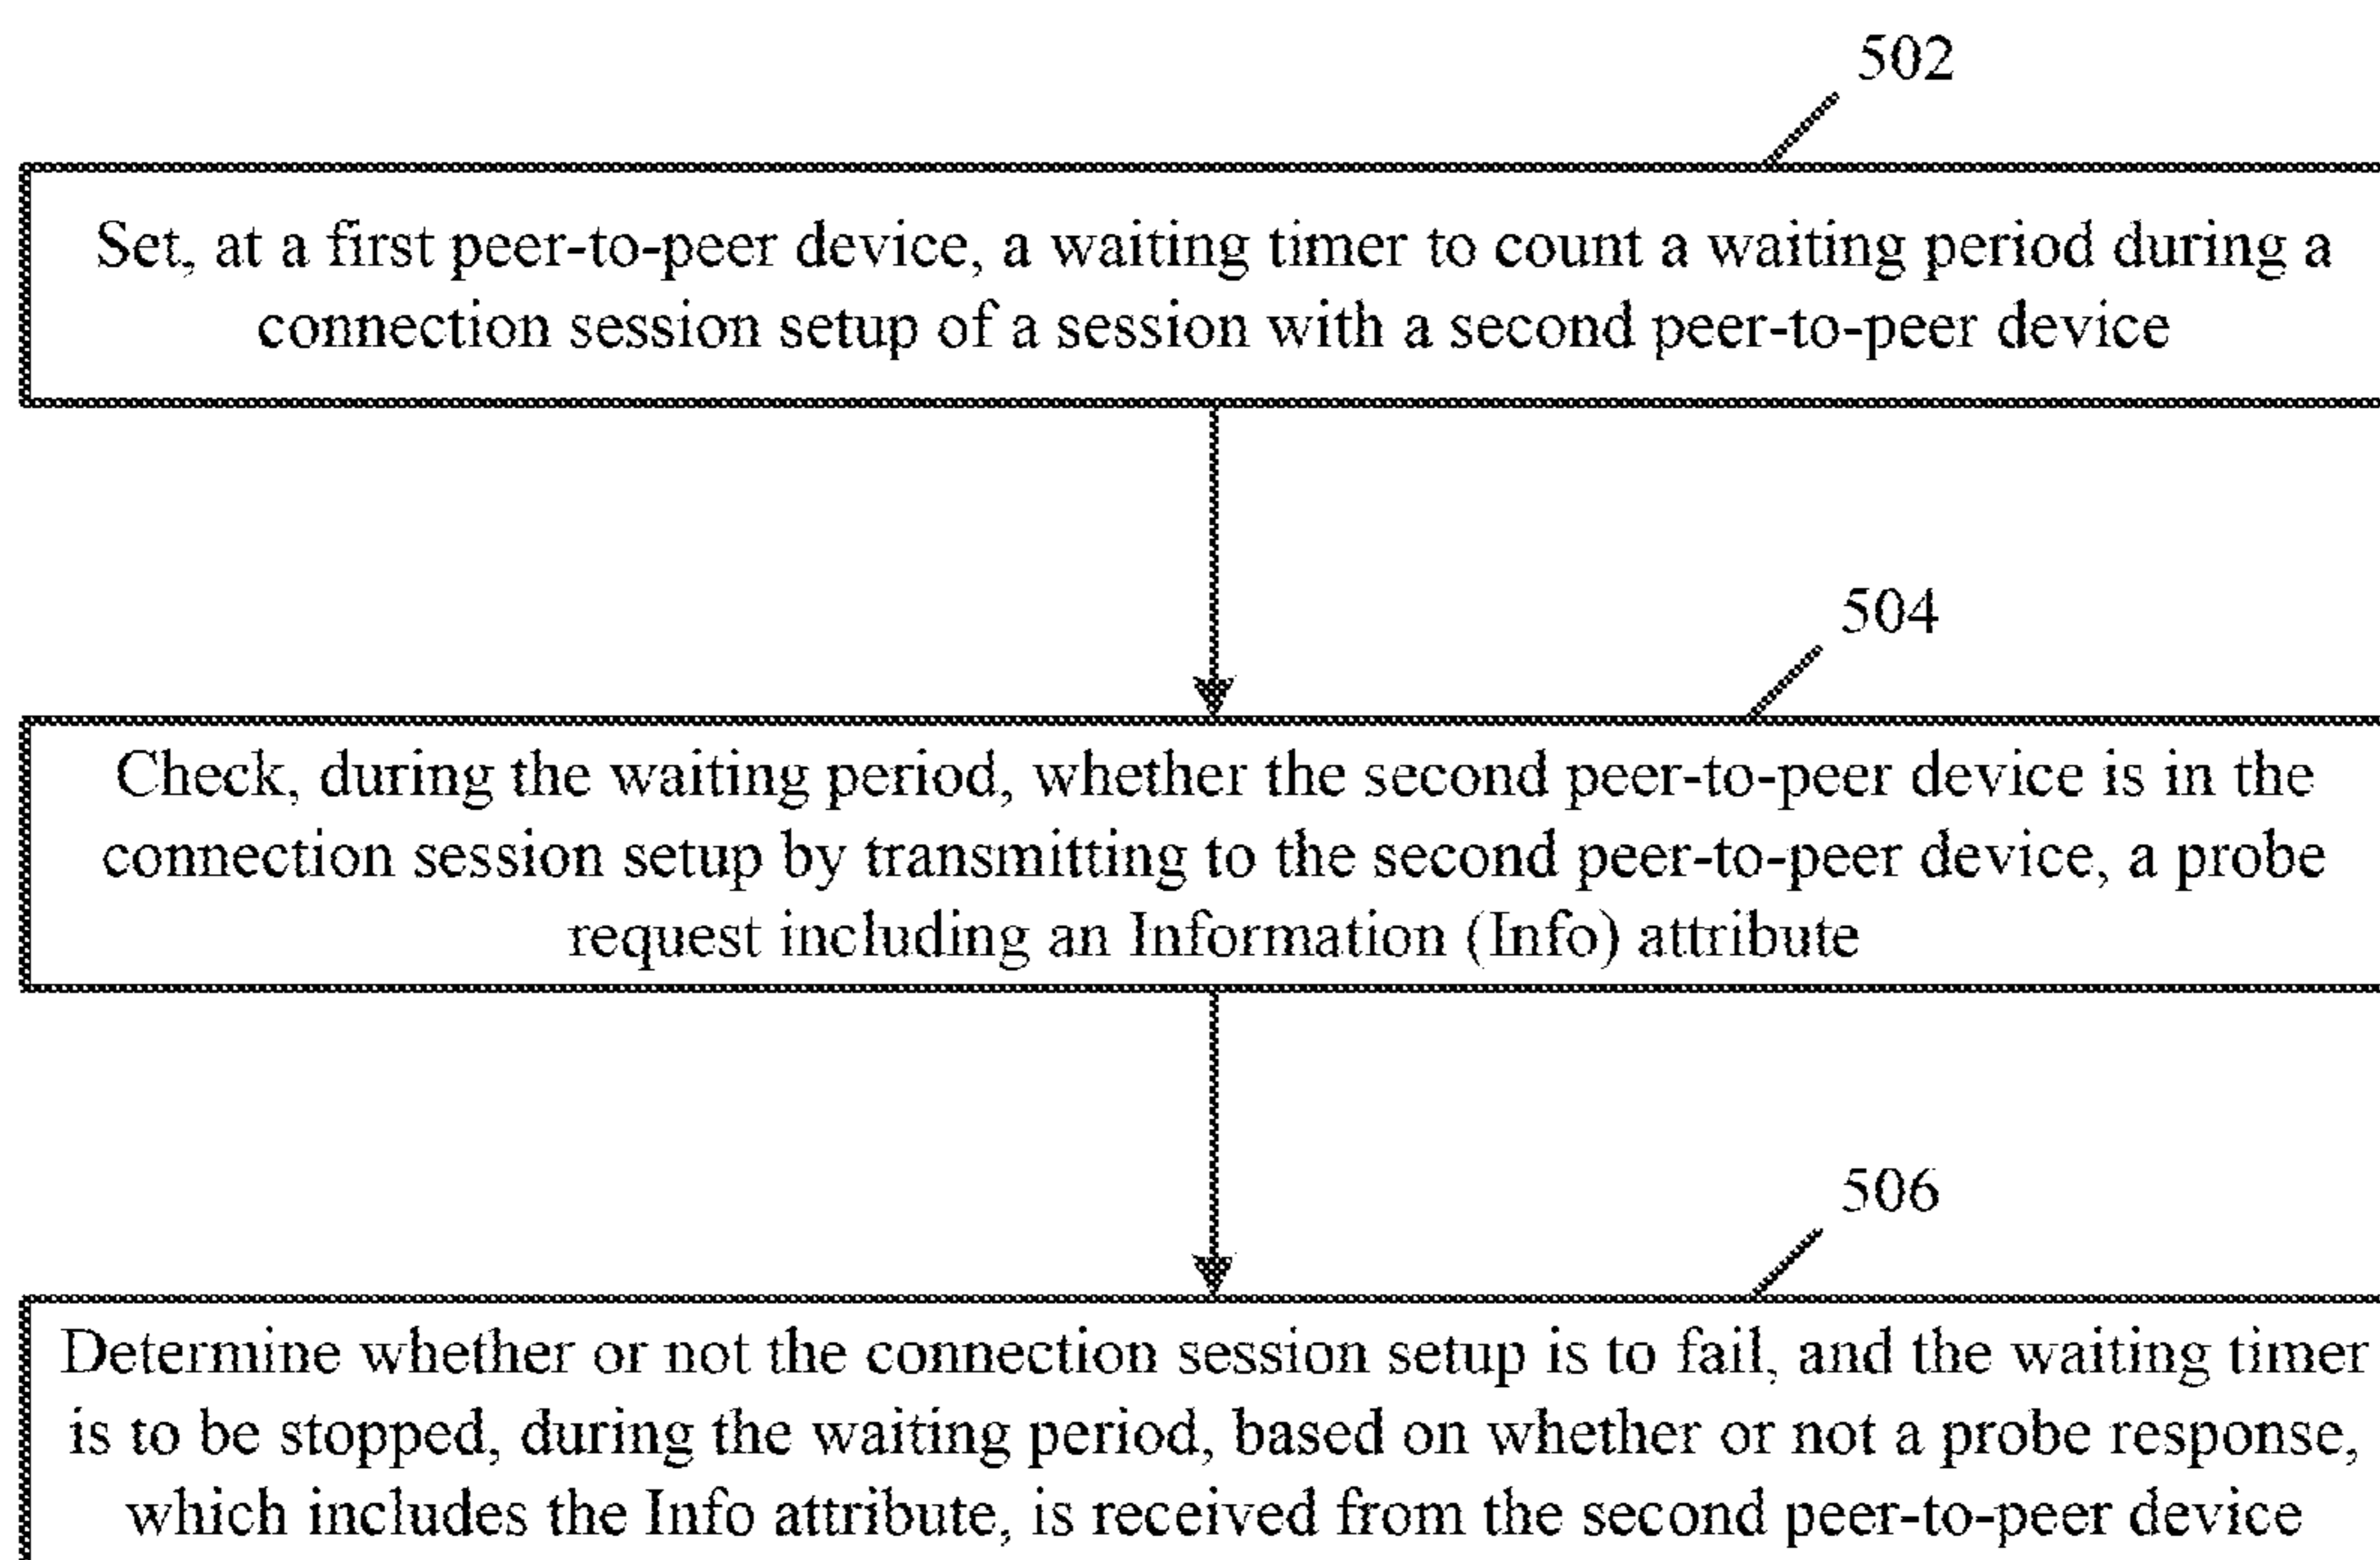 502
Set, at a first peer-to-peer device, a waiting timer to count a waiting period during a
connection session setup of a session with a second peer-to-peer device
504
Check, during the waiting period, whether the second peer-to-peer device is in the
connection session setup by transmitting to the second peer-to-peer device, a probe
request including an Information (Info) attribute
506
Determine whether or not the connection session setup is to fail, and the waiting timer
is to be stopped, during the waiting period, based on whether or not a probe response,
which includes the Info attribute, is received from the second peer-to-peer device